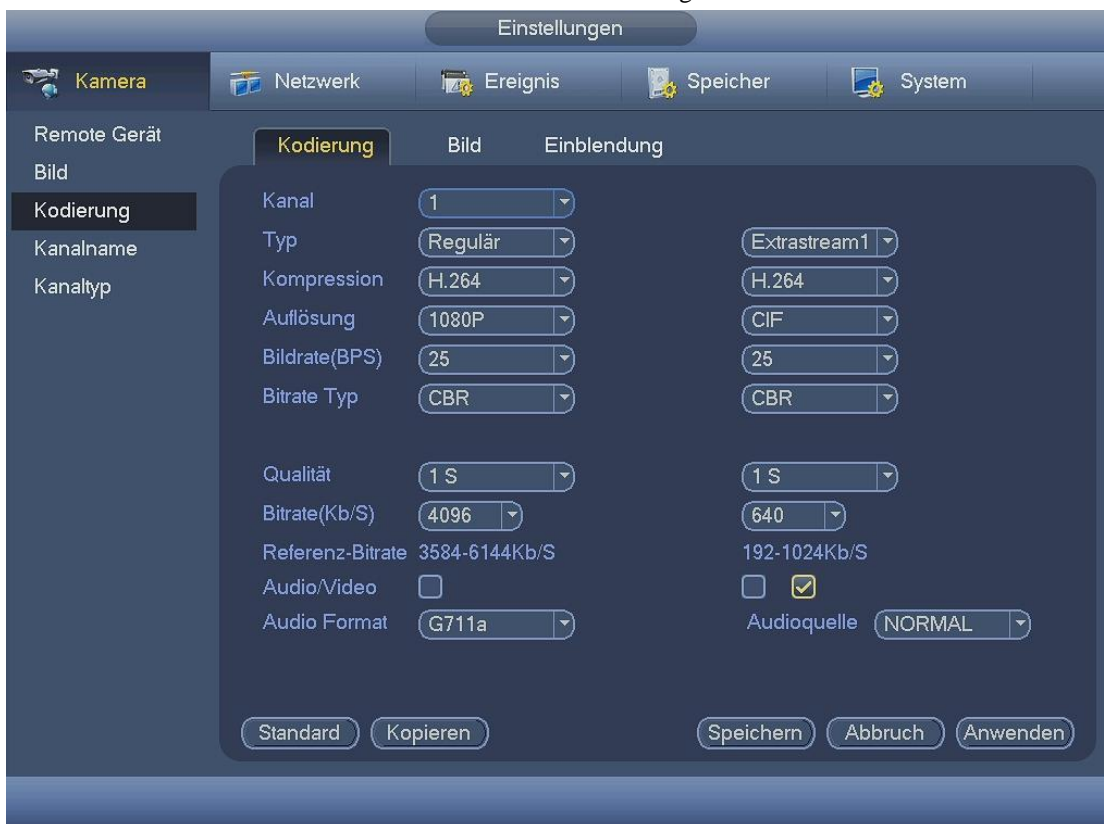 Einstellungen
Kamera Netzwerk Ereignis Speicher System
Remote Gerät
Bild
Kodierung
Kanalname
Kanaltyp
Kodierung Bild Einblendung
Kanal 1
Typ Regulär Extrastream1
Kompression H.264 H.264
Auflösung 1080P CIF
Bildrate(BPS) 25 25
Bitrate Typ CBR CBR
Qualität 1 S 1 S
Bitrate(Kb/S) 4096 640
Referenz-Bitrate 3584-6144Kb/S 192-1024Kb/S
Audio/Video
Audio Format G711a Audioquelle NORMAL
Standard Kopieren Speichern Abbruch Anwenden